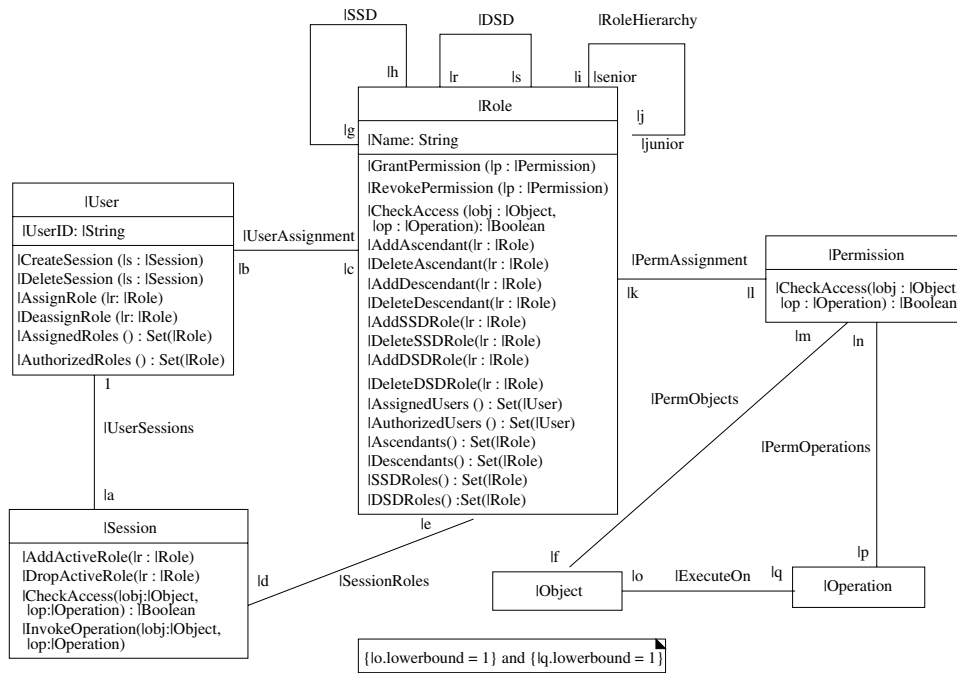 |SSD
|DSD
|RoleHierarchy
|h
|r
|s
|i
|senior
|g
|j
|junior
|Role
|Name: String
|GrantPermission (|p : |Permission)
|RevokePermission (|p : |Permission)
|CheckAccess (|obj : |Object,
|op : |Operation): |Boolean
|AddAscendant(|r : |Role)
|DeleteAscendant(|r : |Role)
|AddDescendant(|r : |Role)
|DeleteDescendant(|r : |Role)
|AddSSDRole(|r : |Role)
|DeleteSSDRole(|r : |Role)
|AddDSDRole(|r : |Role)
|DeleteDSDRole(|r : |Role)
|AssignedUsers () : Set(|User)
|AuthorizedUsers () : Set(|User)
|Ascendants() : Set(|Role)
|Descendants() : Set(|Role)
|SSDRoles() : Set(|Role)
|DSDRoles() :Set(|Role)
|User
|UserID: |String
|CreateSession (|s : |Session)
|DeleteSession (|s : |Session)
|AssignRole (|r: |Role)
|DeassignRole (|r: |Role)
|AssignedRoles () : Set(|Role)
|AuthorizedRoles () : Set(|Role)
|UserAssignment
|b
|c
|PermAssignment
|k
|l
|Permission
|CheckAccess(|obj : |Object,
|op : |Operation) : |Boolean
|m
|n
1
|UserSessions
|a
|PermObjects
|PermOperations
|Session
|AddActiveRole(|r : |Role)
|DropActiveRole(|r : |Role)
|CheckAccess(|obj:|Object,
|op:|Operation) : |Boolean
|InvokeOperation(|obj:|Object,
|op:|Operation)
|e
|d
|SessionRoles
|f
|p
|Object
|o
|ExecuteOn
|q
|Operation
{|o.lowerbound = 1} and {|q.lowerbound = 1}